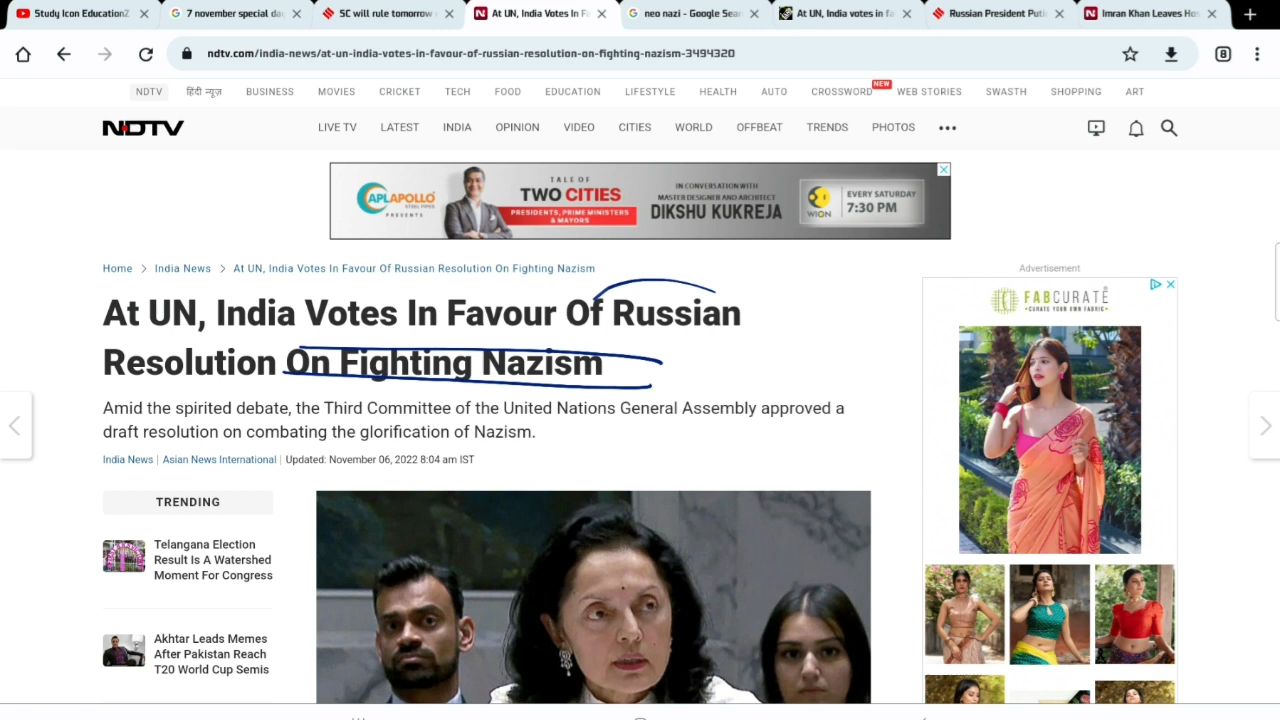 Study Icon EducationZ
7 november special da
SC will rule tomorrow
At UN, India Votes In F
neo nazi - Google Sear
At UN, India votes in fa
Russian President Puti
Imran Khan Leaves Hos
ndtv.com/india-news/at-un-india-votes-in-favour-of-russian-resolution-on-fighting-nazism-3494320
8
NDTV
हिंदी न्यूज़
BUSINESS
MOVIES
CRICKET
TECH
FOOD
EDUCATION
LIFESTYLE
HEALTH
AUTO
CROSSWORD
NEW
WEB STORIES
SWASTH
SHOPPING
ART
NDTV
LIVE TV
LATEST
INDIA
OPINION
VIDEO
CITIES
WORLD
OFFBEAT
TRENDS
PHOTOS
APLAPOLLO
STEEL PIPES
PRESENTS
TALE OF
TWO CITIES
PRESIDENTS, PRIME MINISTERS
& MAYORS
IN CONVERSATION WITH
MASTER DESIGNER AND ARCHITECT
DIKSHU KUKREJA
WION
EVERY SATURDAY
7:30 PM
Home > India News > At UN, India Votes In Favour Of Russian Resolution On Fighting Nazism
At UN, India Votes In Favour Of Russian
Resolution On Fighting Nazism
Amid the spirited debate, the Third Committee of the United Nations General Assembly approved a
draft resolution on combating the glorification of Nazism.
India News | Asian News International | Updated: November 06, 2022 8:04 am IST
TRENDING
Telangana Election
Result Is A Watershed
Moment For Congress
Akhtar Leads Memes
After Pakistan Reach
T20 World Cup Semis
Advertisement
FABCURATE
CURATE YOUR OWN FABRIC